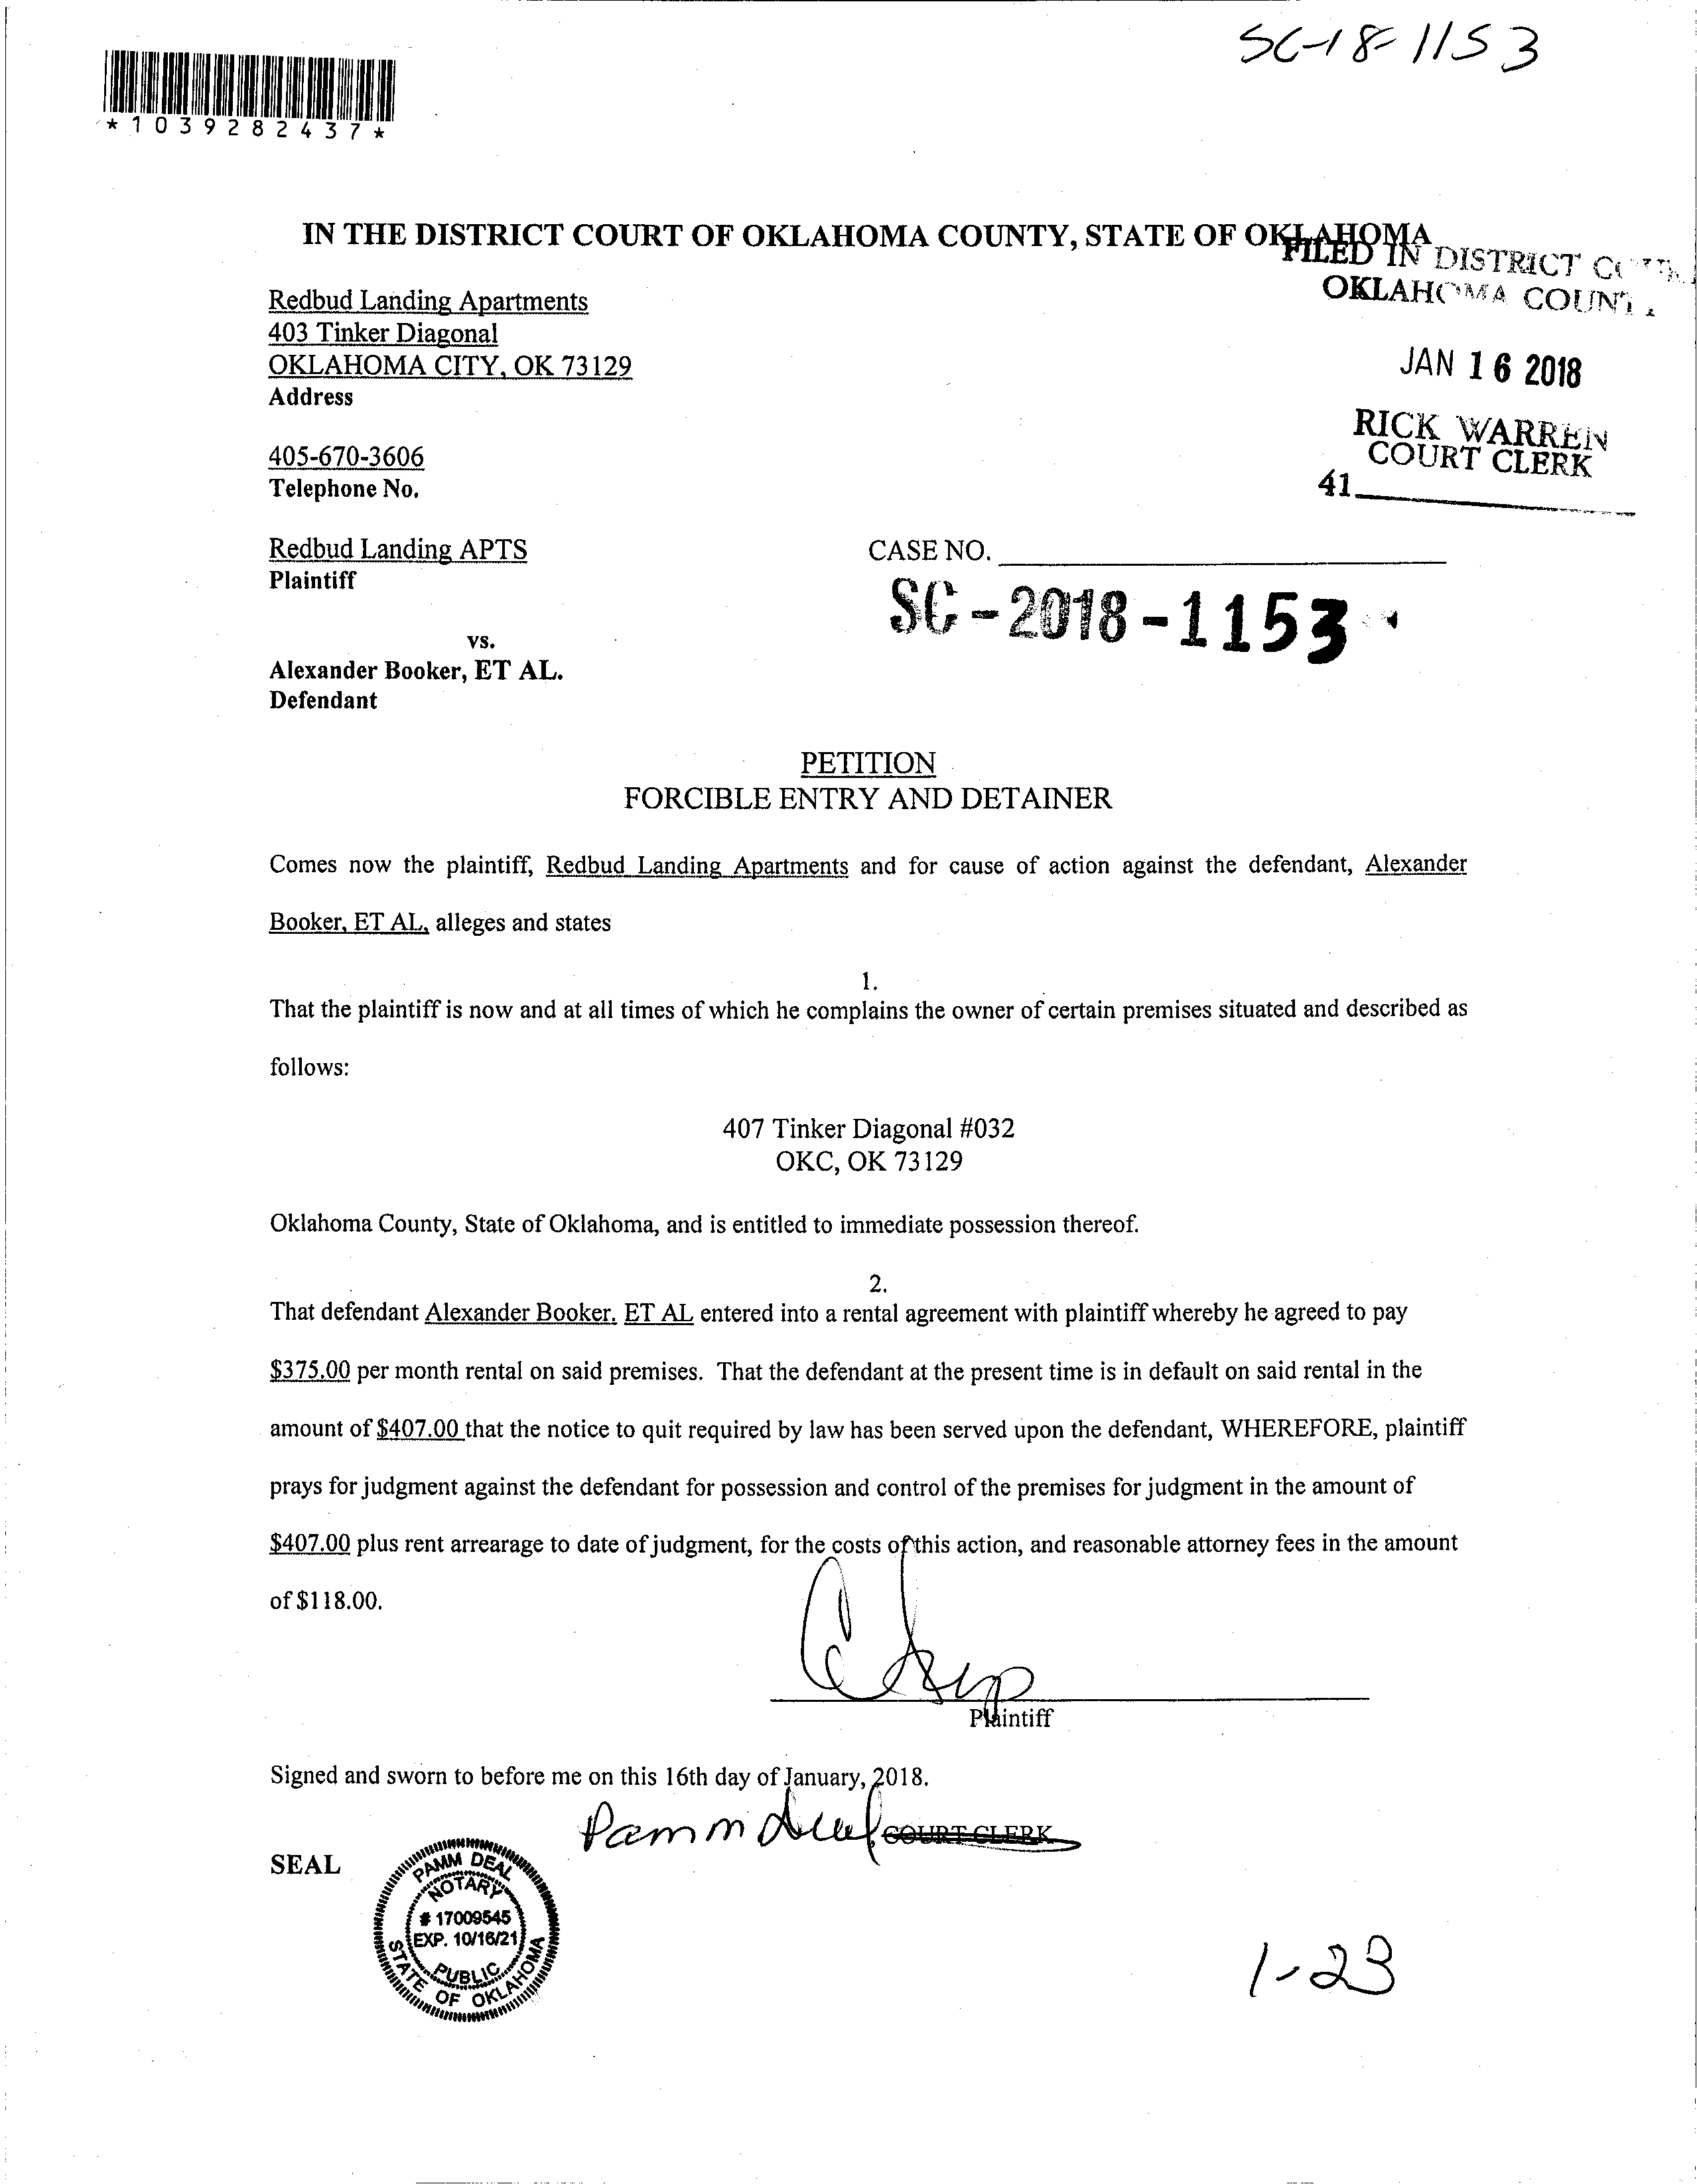 SC-18-1153
*1039282437*
IN THE DISTRICT COURT OF OKLAHOMA COUNTY, STATE OF OKLAHOMA
FILED IN DISTRICT
OKLAHOMA COUNTY
Redbud Landing Apartments
403 Tinker Diagonal
OKLAHOMA CITY, OK 73129
Address
JAN 16 2018
RICK WARREN
COURT CLERK
405-670-3606
Telephone No.
41
Redbud Landing APTS
Plaintiff
CASE NO.
SC-2018-1153
vs.
Alexander Booker, ET AL.
Defendant
PETITION
FORCIBLE ENTRY AND DETAINER
Comes now the plaintiff, Redbud Landing Apartments and for cause of action against the defendant, Alexander
Booker, ET AL, alleges and states
1.
That the plaintiff is now and at all times of which he complains the owner of certain premises situated and described as
follows:
407 Tinker Diagonal #032
OKC, OK 73129
Oklahoma County, State of Oklahoma, and is entitled to immediate possession thereof.
2.
That defendant Alexander Booker, ET AL entered into a rental agreement with plaintiff whereby he agreed to pay
$375.00 per month rental on said premises. That the defendant at the present time is in default on said rental in the
amount of $407.00 that the notice to quit required by law has been served upon the defendant, WHEREFORE, plaintiff
prays for judgment against the defendant for possession and control of the premises for judgment in the amount of
$407.00 plus rent arrearage to date of judgment, for the costs of this action, and reasonable attorney fees in the amount
of $118.00.
Plaintiff
Signed and sworn to before me on this 16th day of January, 2018.
Pamm Deal
COURT CLERK
SEAL
PAMM DEAL
NOTARY
# 17009545
EXP. 10/16/21
PUBLIC
STATE OF OKLAHOMA
1-23